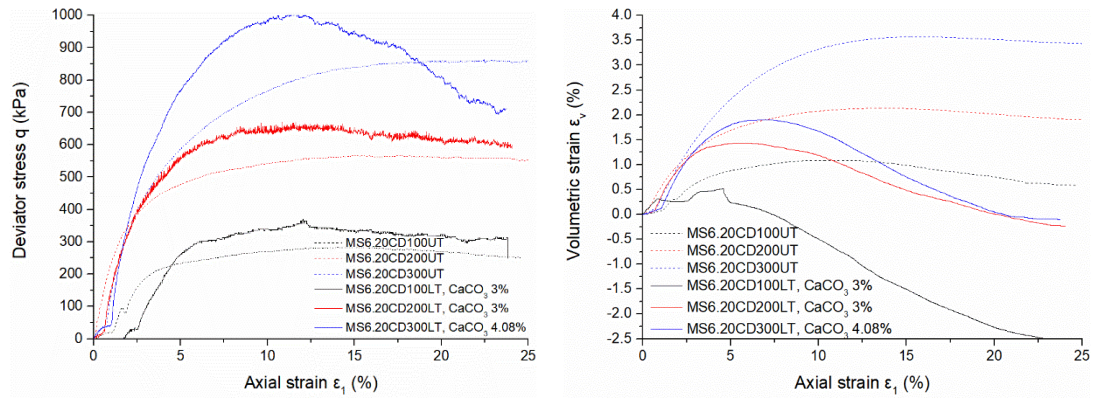 1000
900
800
700
600
500
400
300
200
100
0
Deviator stress q (kPa)
MS6.20CD100UT
MS6.20CD200UT
MS6.20CD300UT
MS6.20CD100LT, CaCO3 3%
MS6.20CD200LT, CaCO3 3%
MS6.20CD300LT, CaCO3 4.08%
0 5 10 15 20 25
Axial strain ε1 (%)
4.0
3.5
3.0
2.5
2.0
1.5
1.0
0.5
0.0
-0.5
-1.0
-1.5
-2.0
-2.5
Volumetric strain εv (%)
MS6.20CD100UT
MS6.20CD200UT
MS6.20CD300UT
MS6.20CD100LT, CaCO3 3%
MS6.20CD200LT, CaCO3 3%
MS6.20CD300LT, CaCO3 4.08%
0 5 10 15 20 25
Axial strain ε1 (%)